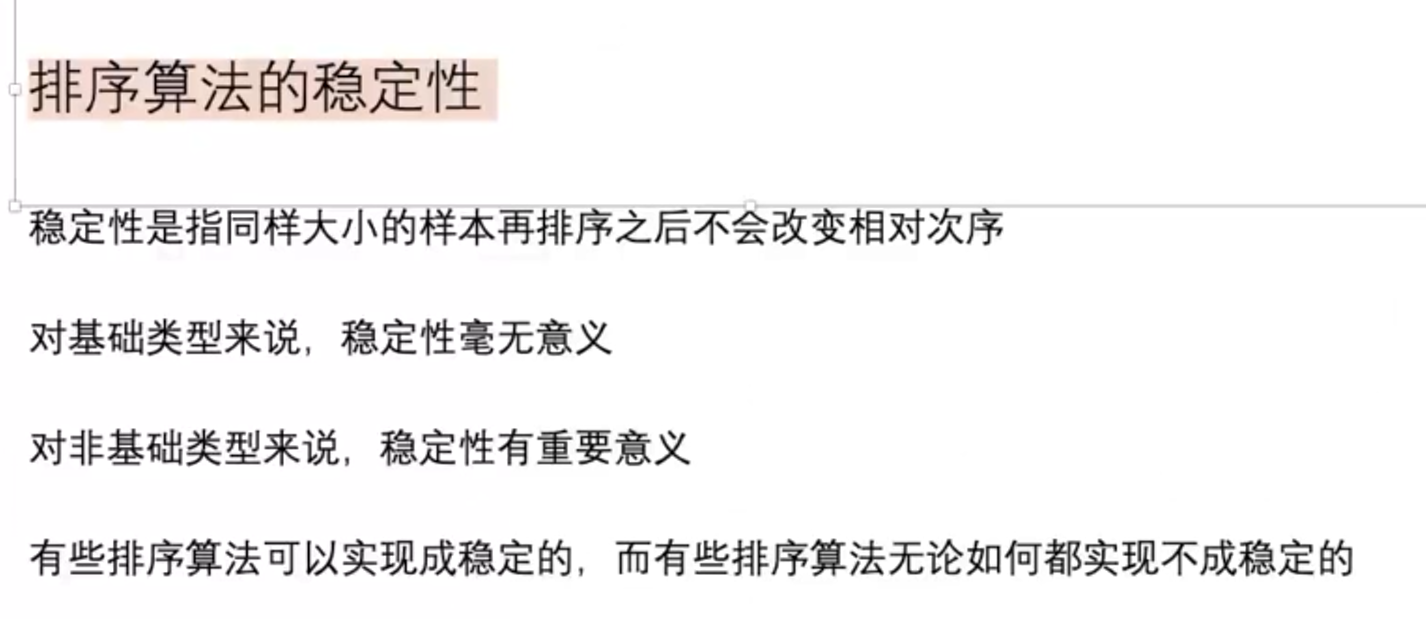 排序算法的稳定性
稳定性是指同样大小的样本再排序之后不会改变相对次序
对基础类型来说，稳定性毫无意义
对非基础类型来说，稳定性有重要意义
有些排序算法可以实现成稳定的，而有些排序算法无论如何都实现不成稳定的